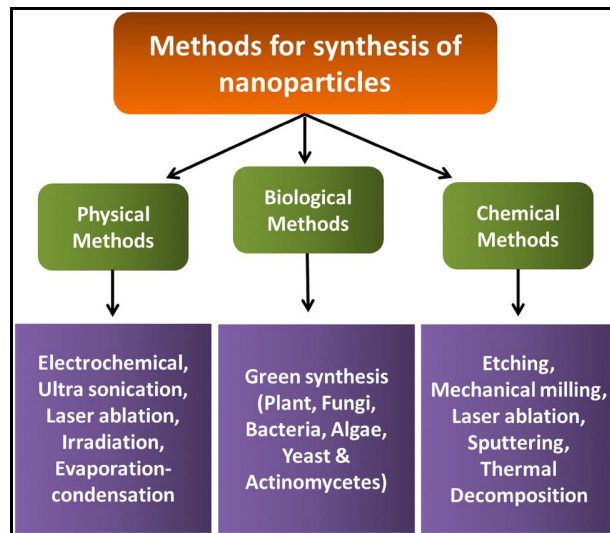 Methods for synthesis of
nanoparticles
Physical
Methods
Biological
Methods
Chemical
Methods
Electrochemical,
Ultra sonication,
Laser ablation,
Irradiation,
Evaporation-
condensation
Green synthesis
(Plant, Fungi,
Bacteria, Algae,
Yeast &
Actinomycetes)
Etching,
Mechanical milling,
Laser ablation,
Sputtering,
Thermal
Decomposition